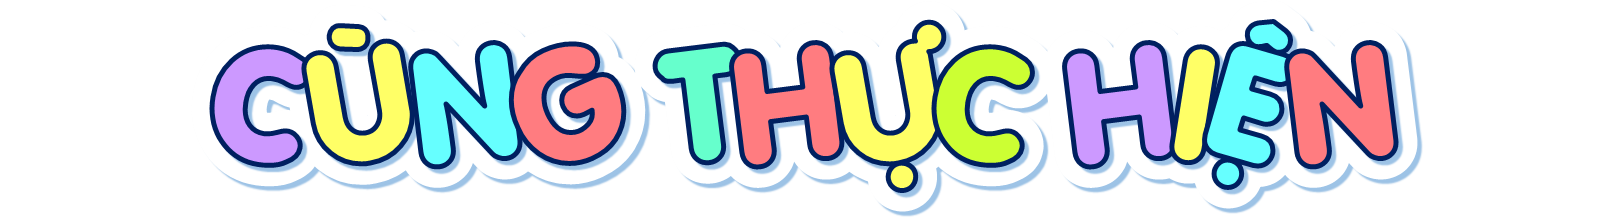 CÙNG THỰC HIỆN